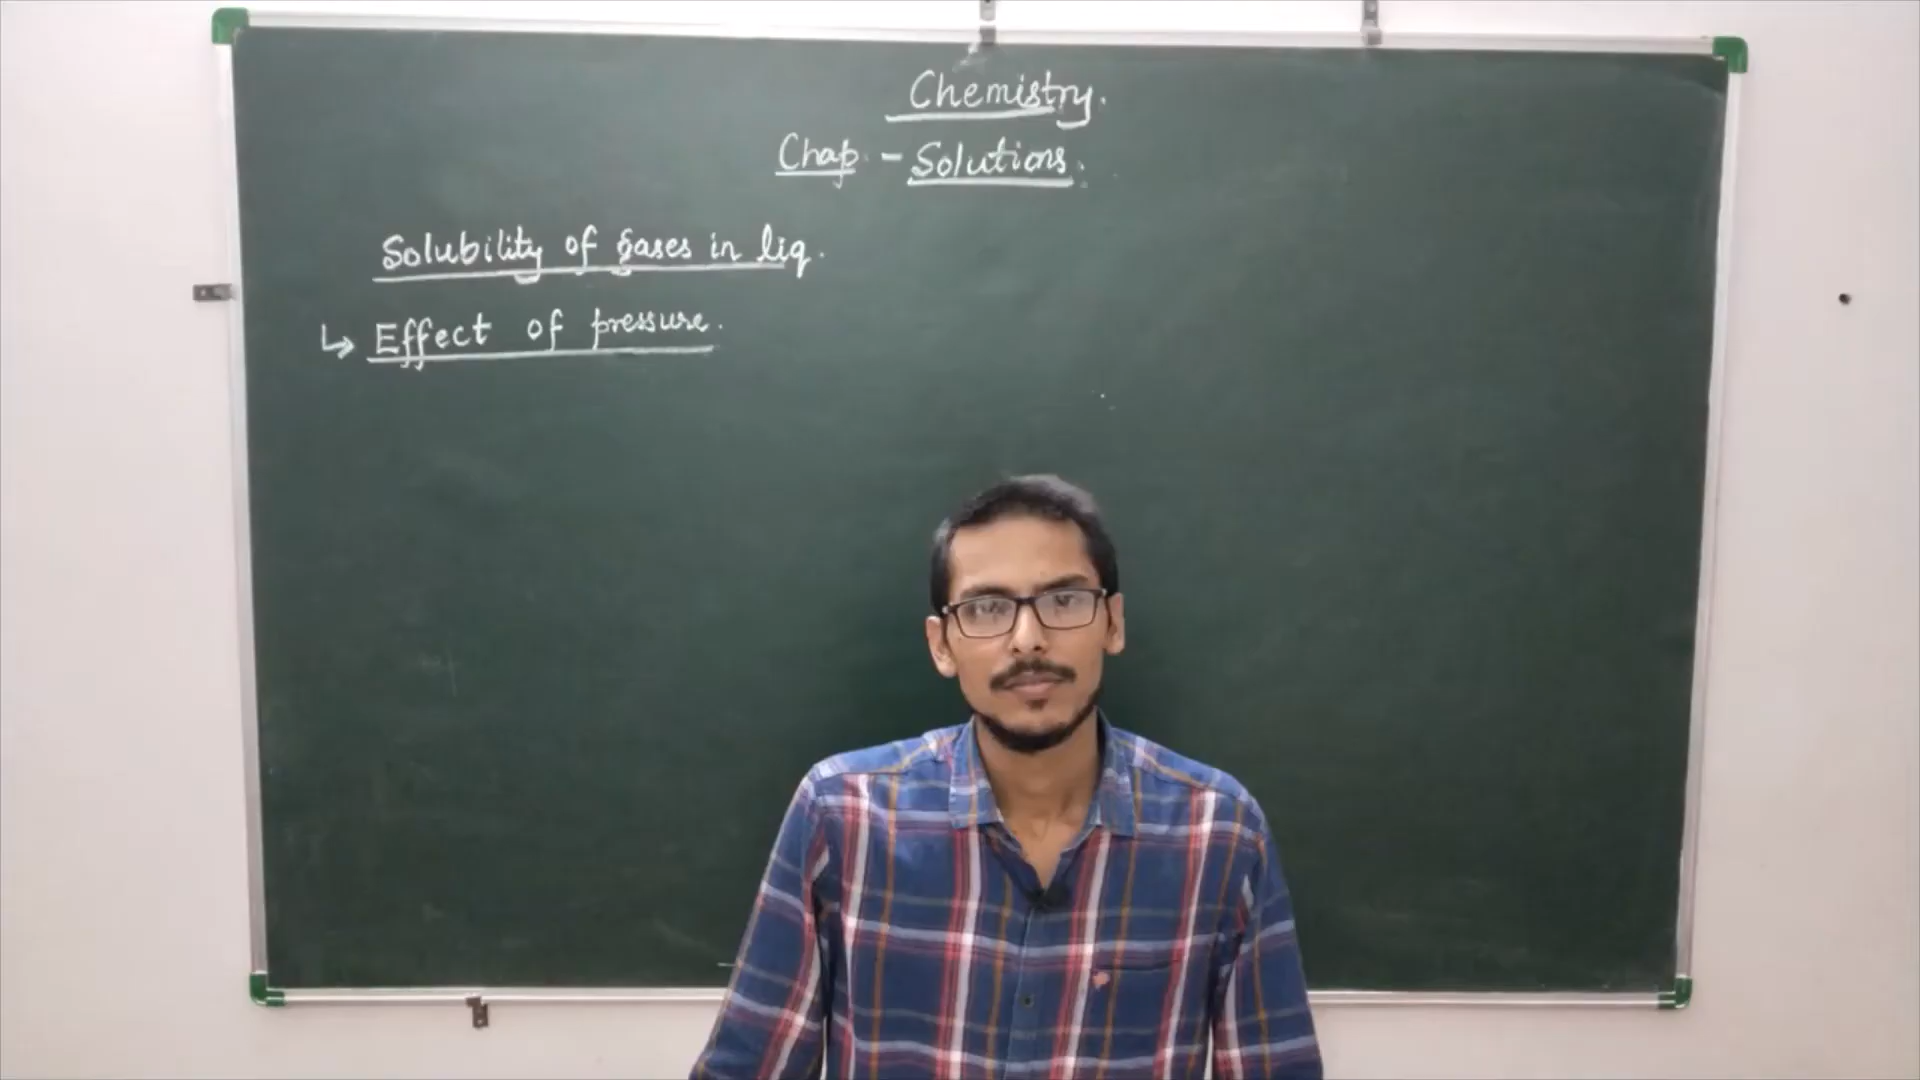 Chemistry.
Chap - Solutions.
Solubility of gases in liq.
↳ Effect of pressure.